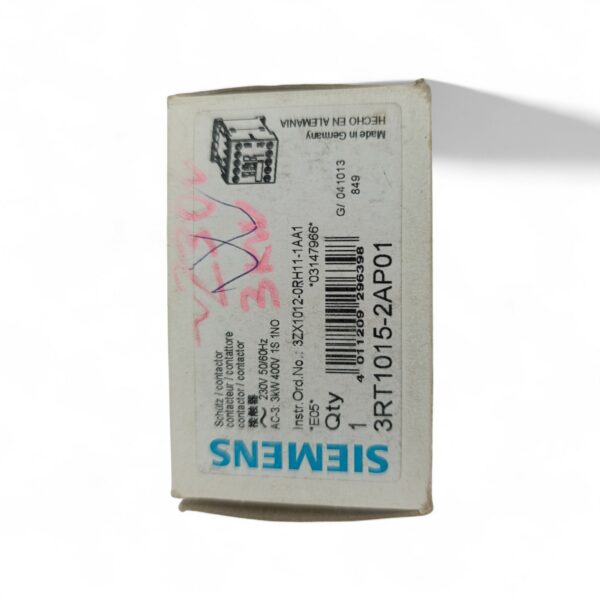 SIEMENS
Schütz / contactor
contacteur / contattore
contactor / contactor
接触器
~ 230V 50/60Hz
AC-3: 3kW 400V 1S 1NO
Instr.Ord.No.: 3ZX1012-0RH11-1AA1
*E05* *03147966*
Qty
1
4 011209 296398
3RT1015-2AP01
Made in Germany
HECHO EN ALEMANIA
G/ 041013
849
3KW